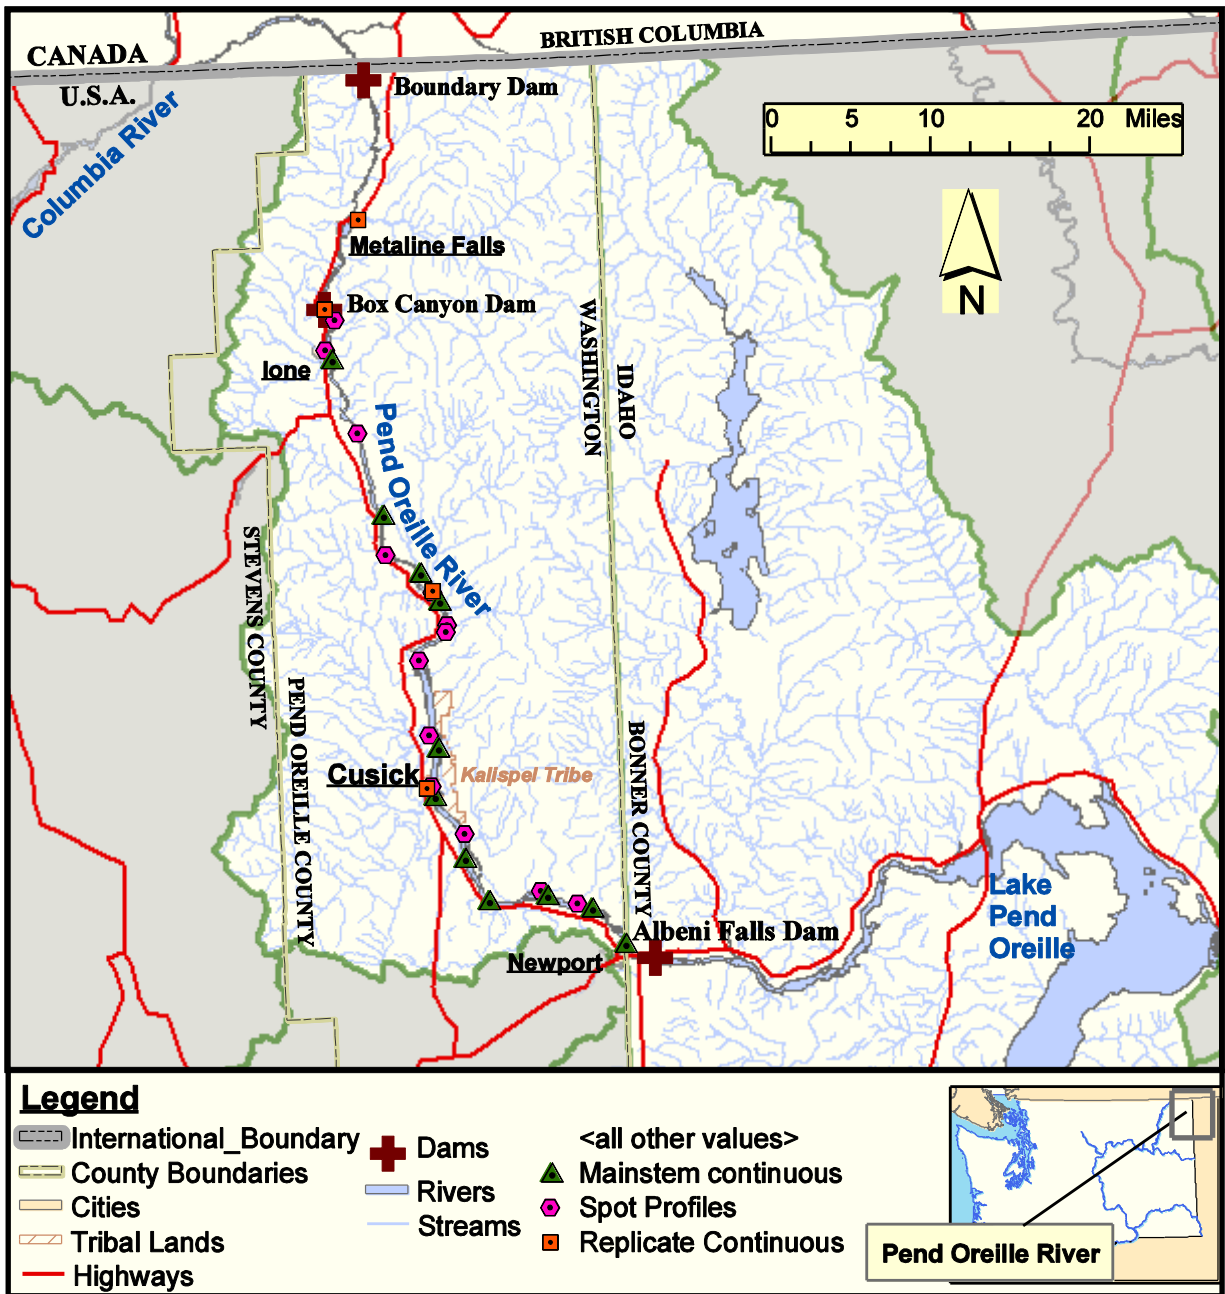 BRITISH COLUMBIA
CANADA
U.S.A.
Boundary Dam
Columbia River
0 5 10 20 Miles
N
Metaline Falls
Box Canyon Dam
WASHINGTON
IDAHO
Ione
Pend Oreille River
STEVENS COUNTY
PEND OREILLE COUNTY
BONNER COUNTY
Cusick
Kalispel Tribe
Lake
Pend
Oreille
Albeni Falls Dam
Newport
Legend
International_Boundary
County Boundaries
Cities
Tribal Lands
Highways
Dams
Rivers
Streams
<all other values>
Mainstem continuous
Spot Profiles
Replicate Continuous
Pend Oreille River